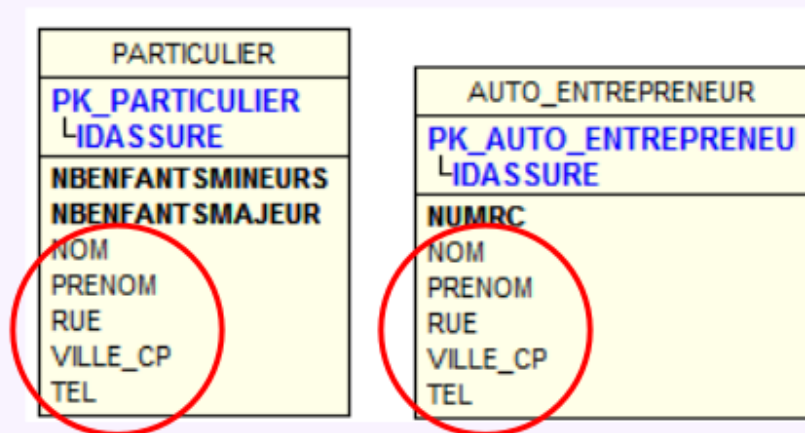 PARTICULIER
PK_PARTICULIER
IDASSURE
NBENFANTSMINEURS
NBENFANTSMAJEUR
NOM
PRENOM
RUE
VILLE_CP
TEL
AUTO_ENTREPRENEUR
PK_AUTO_ENTREPRENEU
IDASSURE
NUMRC
NOM
PRENOM
RUE
VILLE_CP
TEL